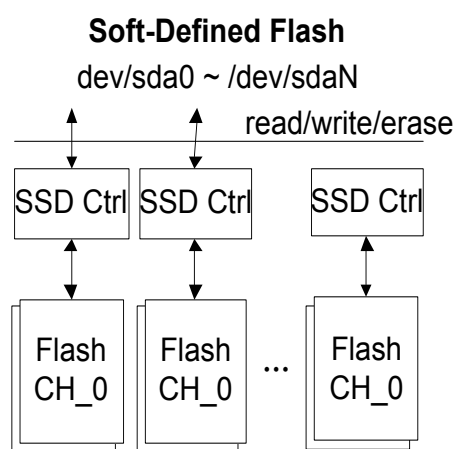 Soft-Defined Flash
dev/sda0 ~ /dev/sdaN
read/write/erase
SSD Ctrl SSD Ctrl SSD Ctrl
Flash Flash Flash
CH_0 CH_0 ... CH_0